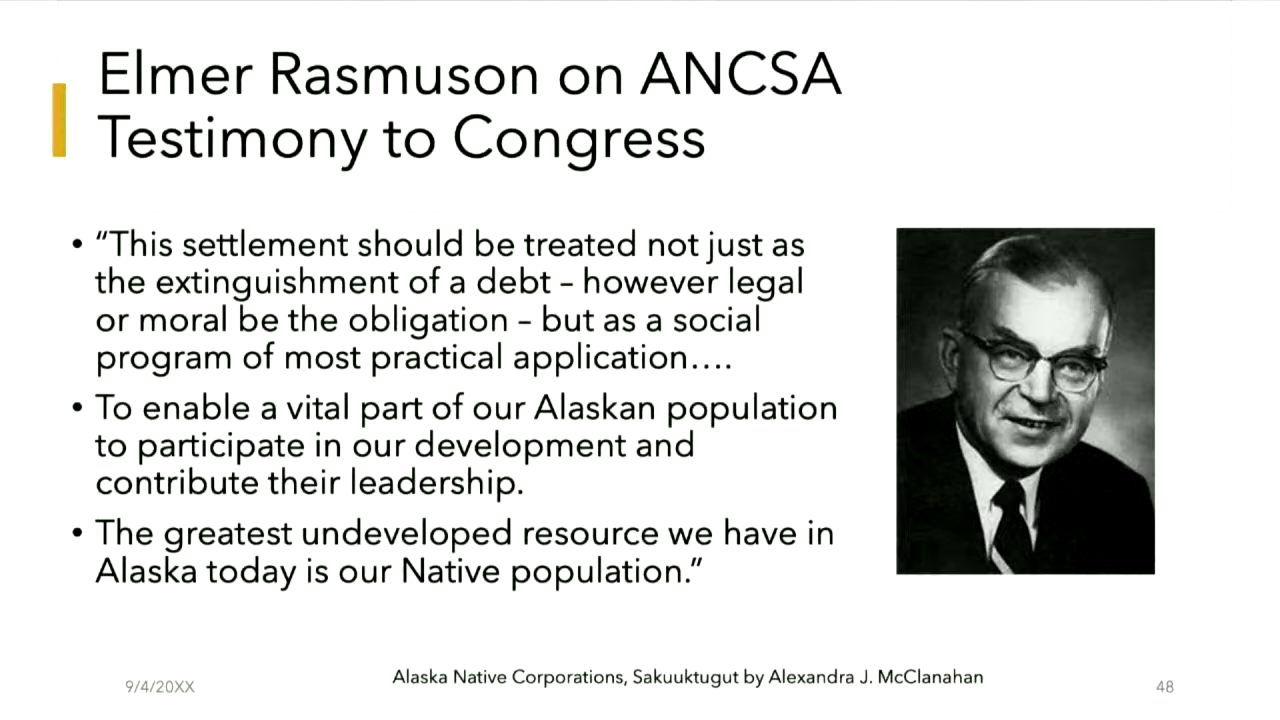 Elmer Rasmuson on ANCSA
Testimony to Congress
• “This settlement should be treated not just as
the extinguishment of a debt – however legal
or moral be the obligation – but as a social
program of most practical application….
• To enable a vital part of our Alaskan population
to participate in our development and
contribute their leadership.
• The greatest undeveloped resource we have in
Alaska today is our Native population.”
Alaska Native Corporations, Sakuuktugut by Alexandra J. McClanahan
9/4/20XX
48